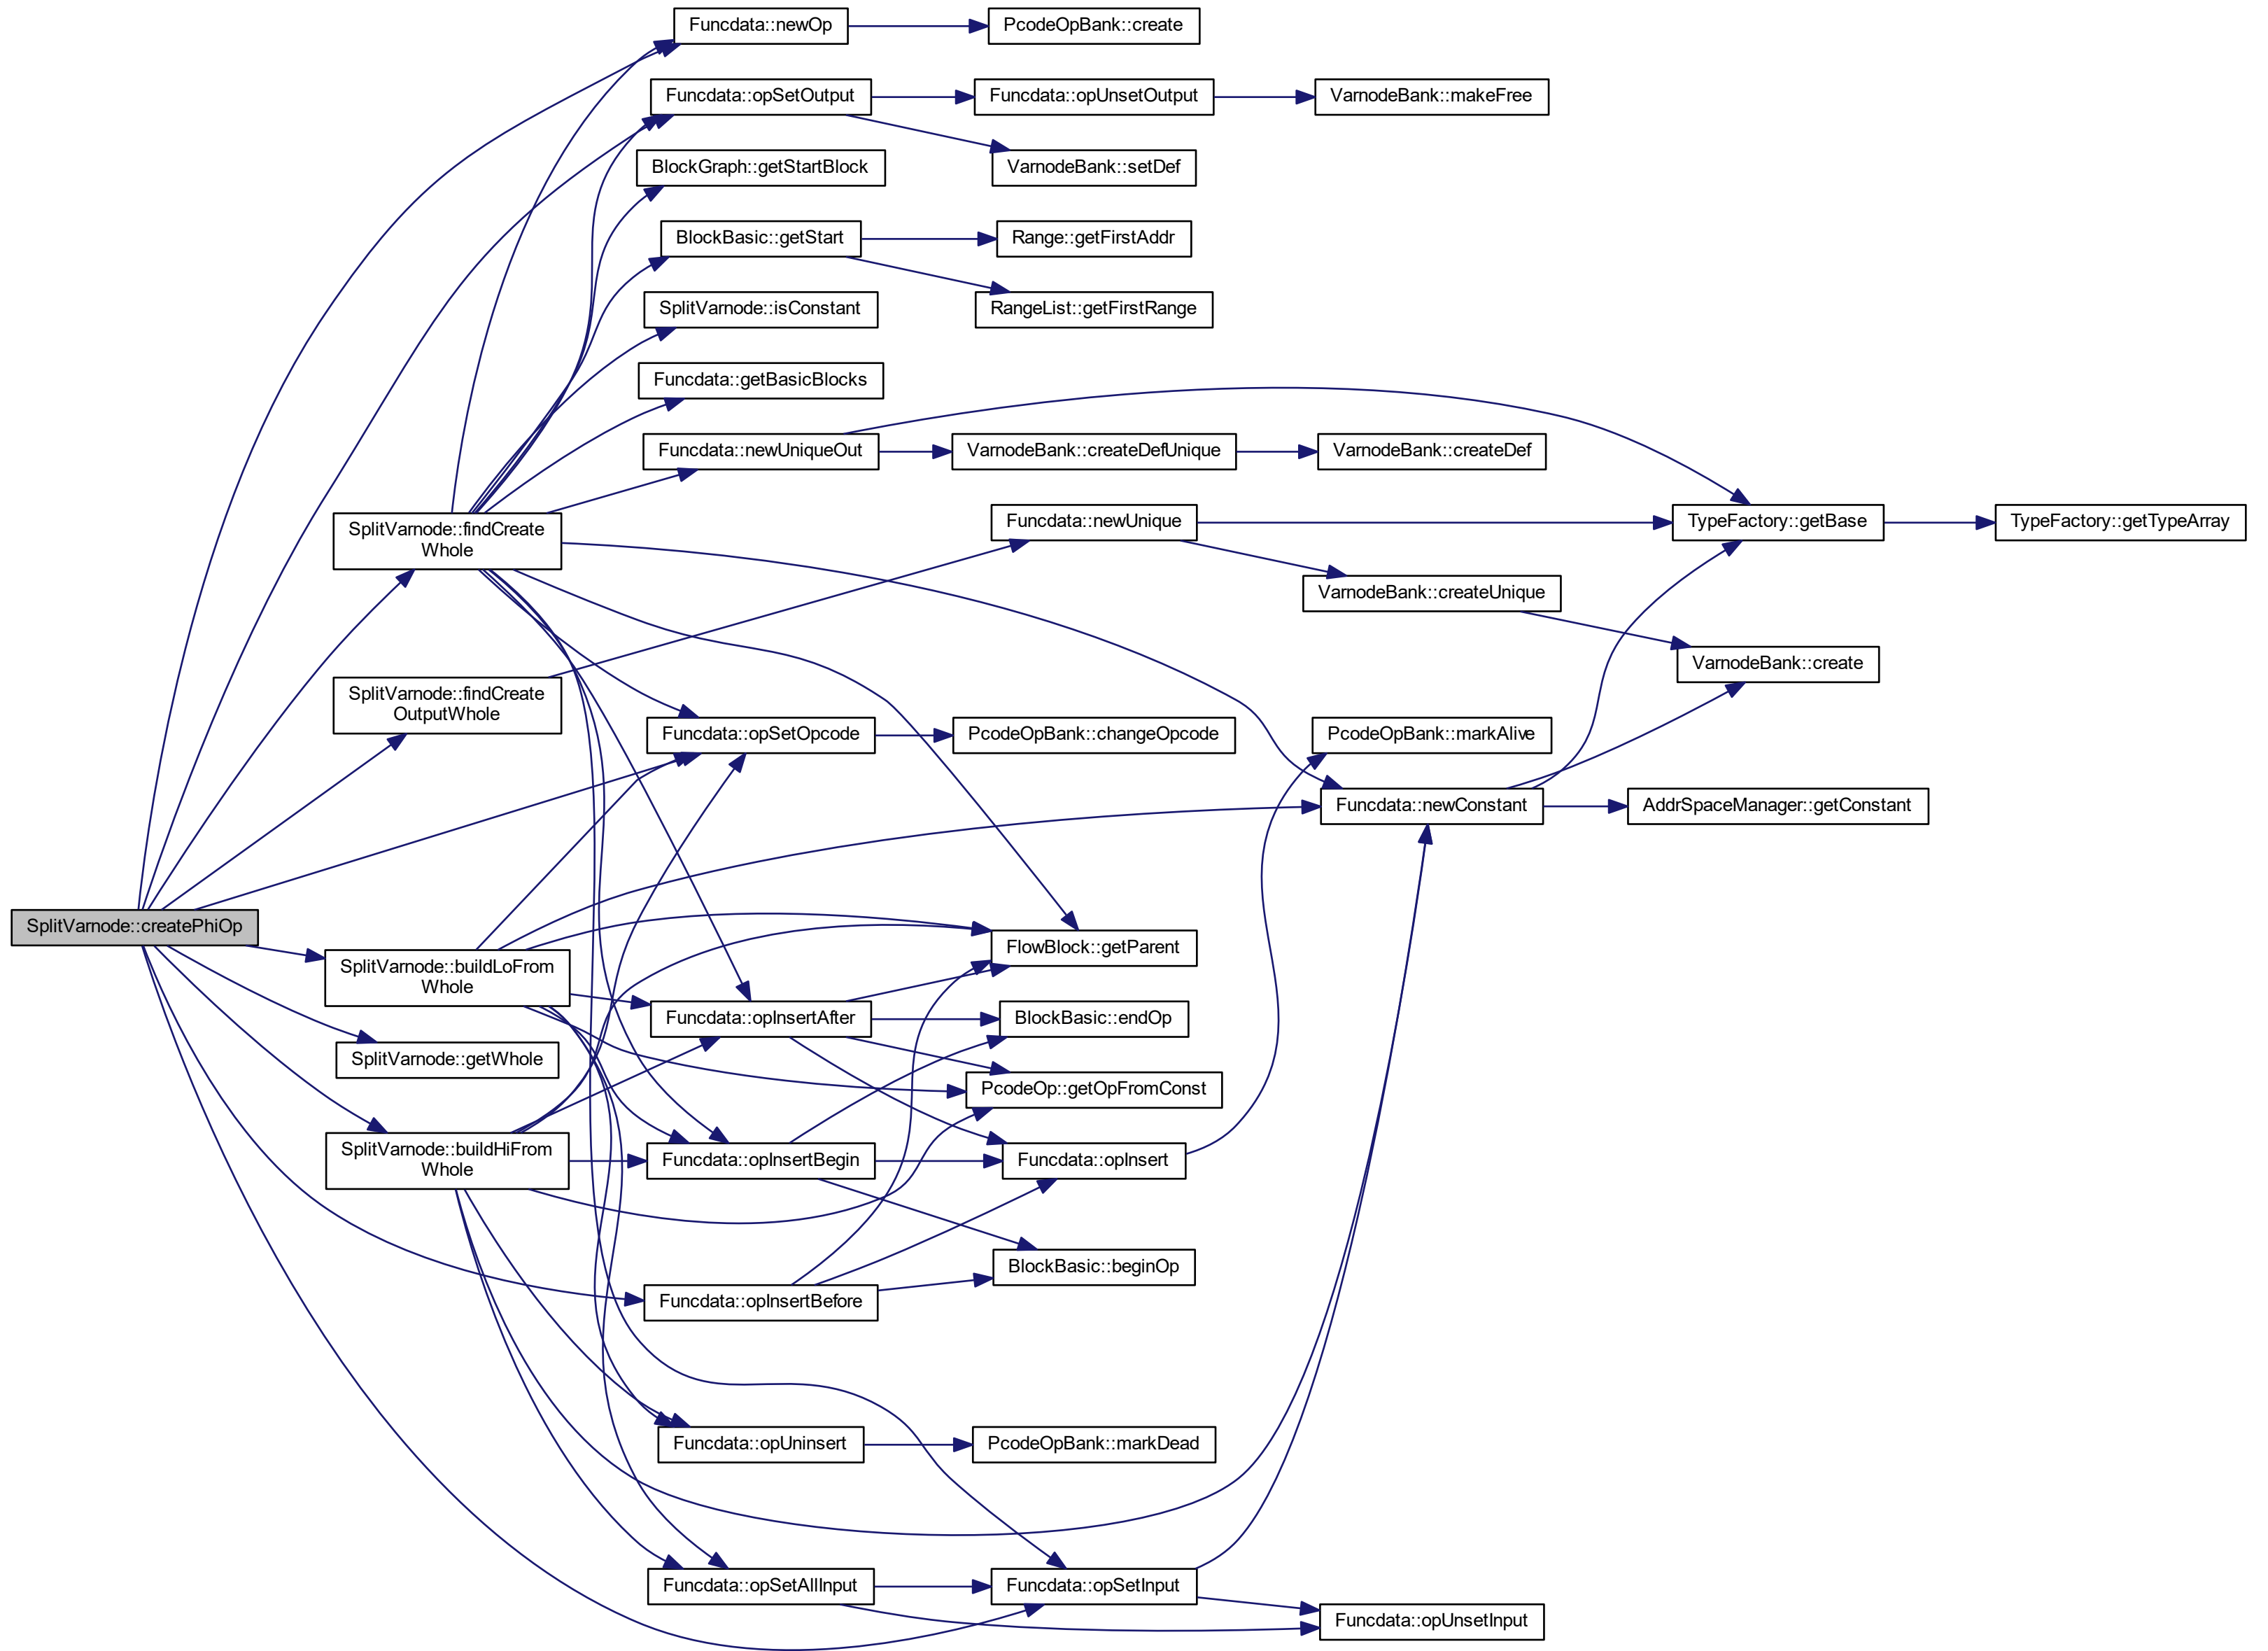 Funcdata::newOp
PcodeOpBank::create
Funcdata::opSetOutput
Funcdata::opUnsetOutput
VarnodeBank::makeFree
BlockGraph::getStartBlock
VarnodeBank::setDef
BlockBasic::getStart
Range::getFirstAddr
SplitVarnode::isConstant
RangeList::getFirstRange
Funcdata::getBasicBlocks
Funcdata::newUniqueOut
VarnodeBank::createDefUnique
VarnodeBank::createDef
SplitVarnode::findCreate
Whole
Funcdata::newUnique
TypeFactory::getBase
TypeFactory::getTypeArray
VarnodeBank::createUnique
VarnodeBank::create
SplitVarnode::findCreate
OutputWhole
Funcdata::opSetOpcode
PcodeOpBank::changeOpcode
PcodeOpBank::markAlive
Funcdata::newConstant
AddrSpaceManager::getConstant
SplitVarnode::createPhiOp
SplitVarnode::buildLoFrom
Whole
FlowBlock::getParent
Funcdata::opInsertAfter
BlockBasic::endOp
SplitVarnode::getWhole
PcodeOp::getOpFromConst
SplitVarnode::buildHiFrom
Whole
Funcdata::opInsertBegin
Funcdata::opInsert
BlockBasic::beginOp
Funcdata::opInsertBefore
Funcdata::opUninsert
PcodeOpBank::markDead
Funcdata::opSetAllInput
Funcdata::opSetInput
Funcdata::opUnsetInput